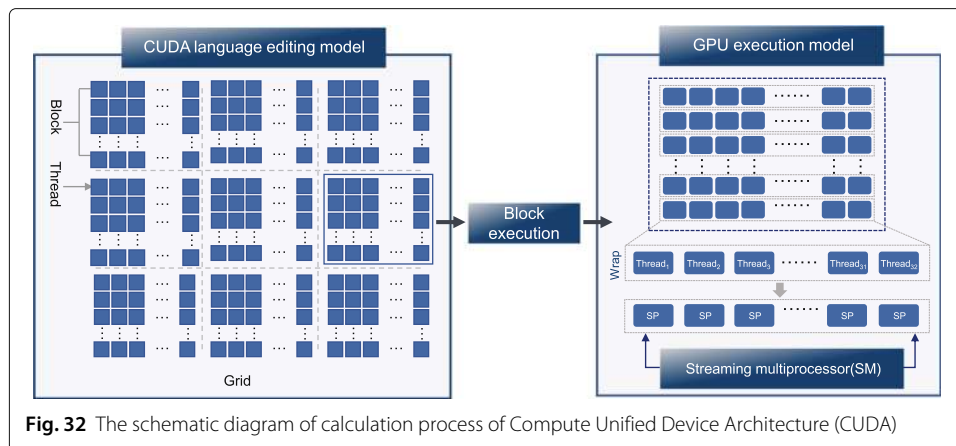 CUDA language editing model
GPU execution model
Block
Thread
Grid
Block
execution
Wrap
Thread1 Thread2 Thread3 ······ Thread31 Thread32
SP SP SP ······ SP SP
Streaming multiprocessor(SM)
Fig. 32 The schematic diagram of calculation process of Compute Unified Device Architecture (CUDA)